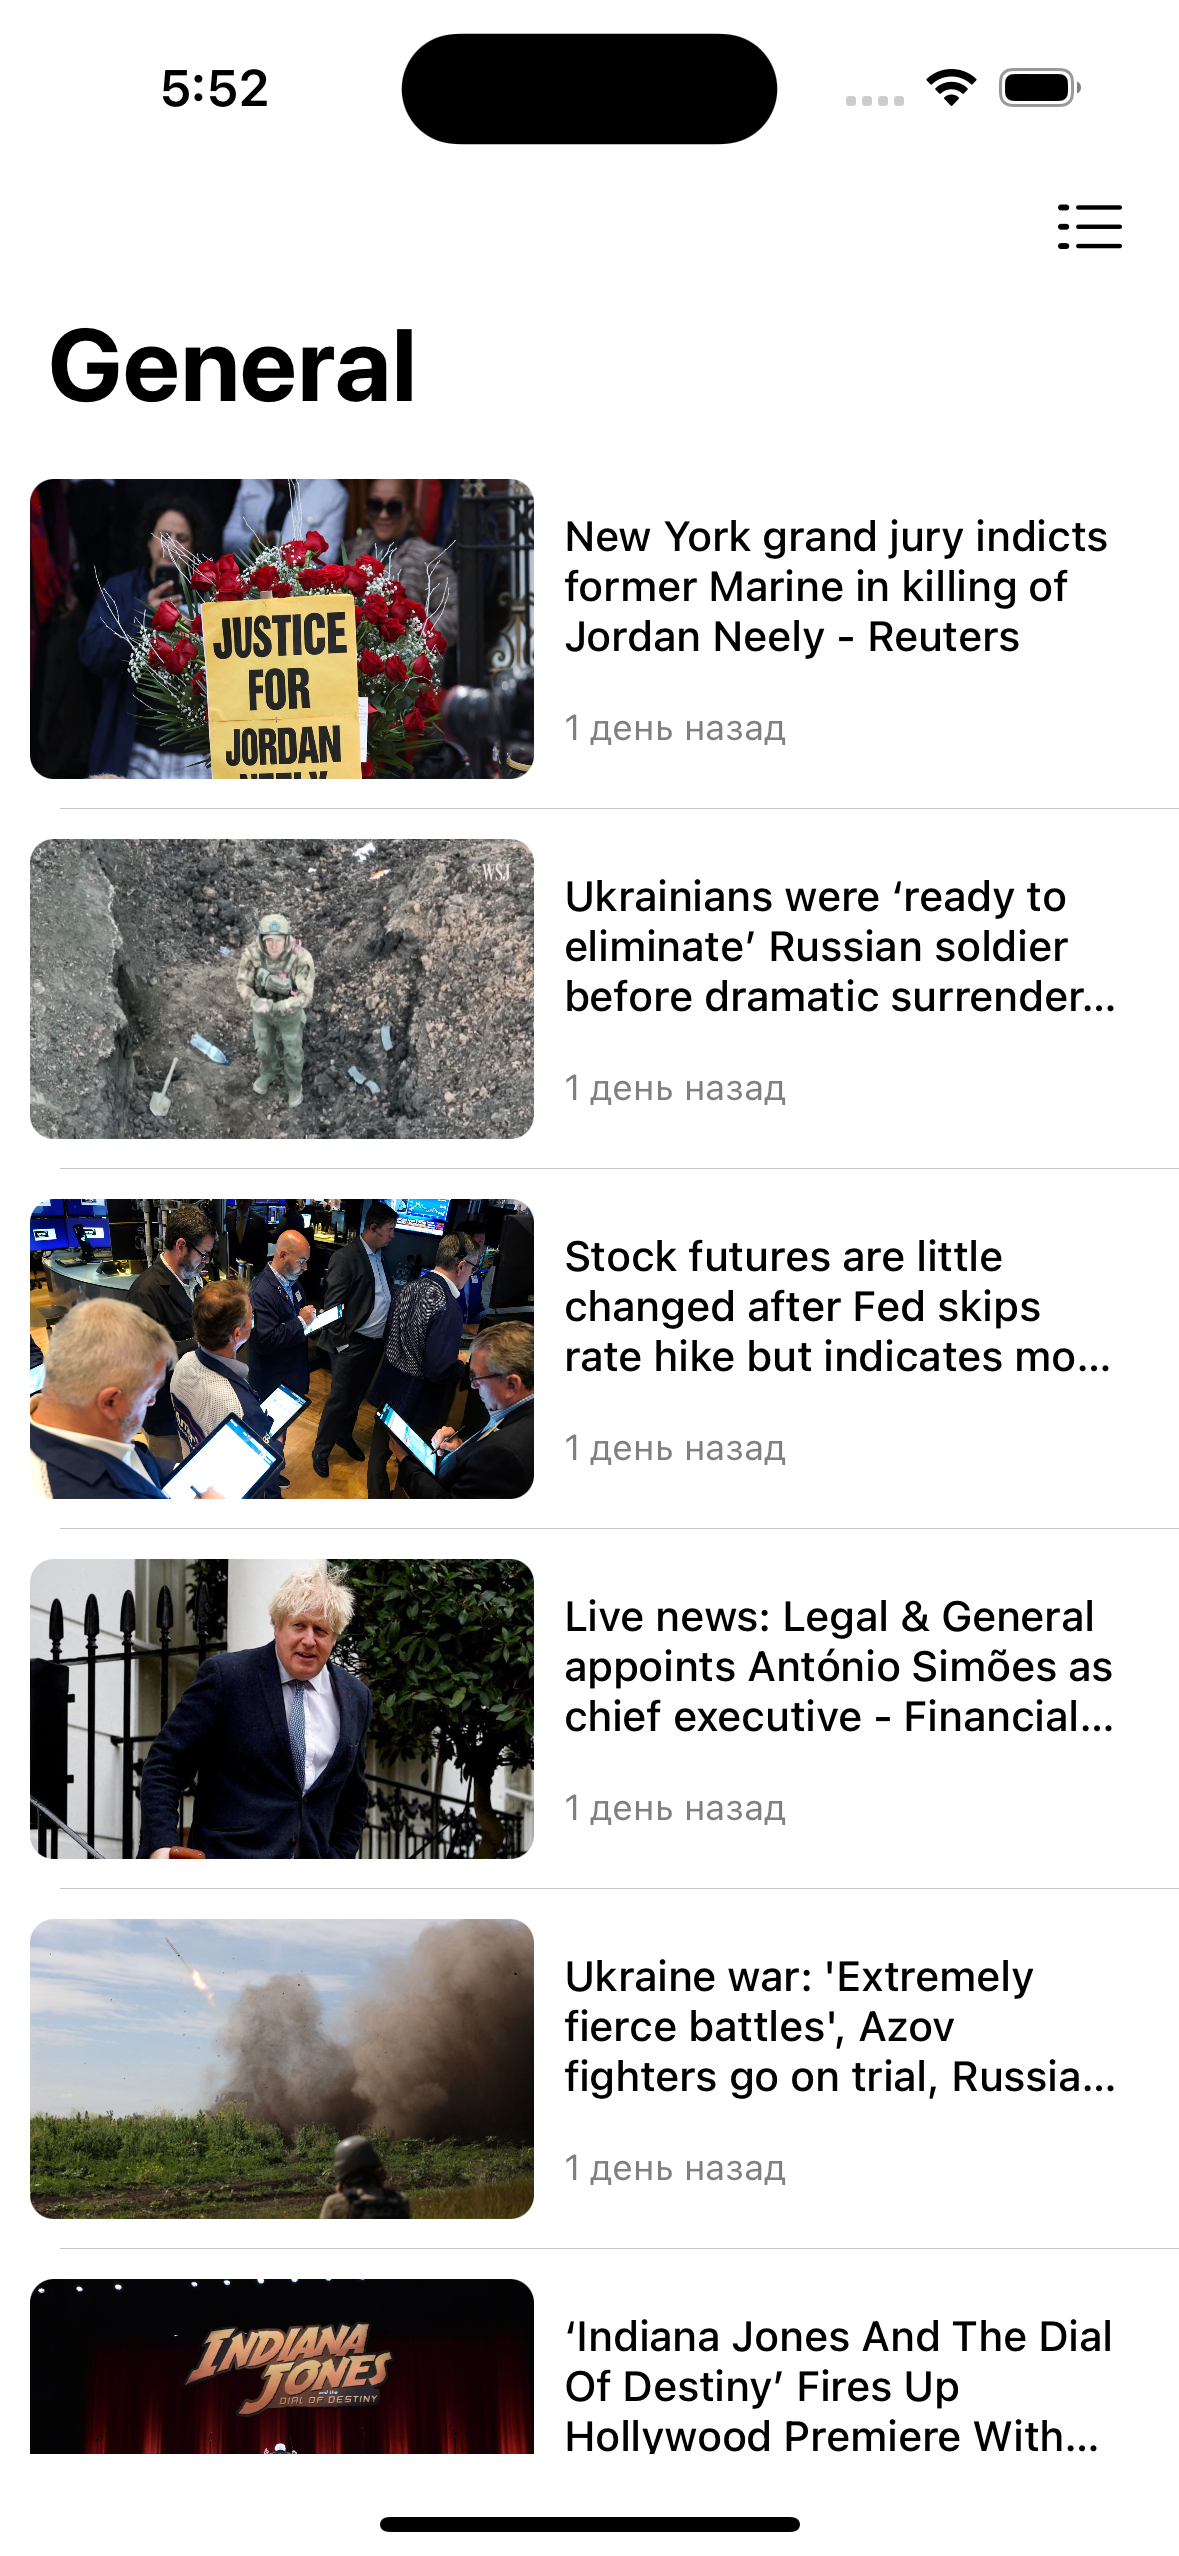 5:52
General
JUSTICE
FOR
JORDAN
NEELY
New York grand jury indicts
former Marine in killing of
Jordan Neely - Reuters
1 день назад
WSJ
Ukrainians were ‘ready to
eliminate’ Russian soldier
before dramatic surrender...
1 день назад
Stock futures are little
changed after Fed skips
rate hike but indicates mo...
1 день назад
Live news: Legal & General
appoints António Simões as
chief executive - Financial...
1 день назад
Ukraine war: 'Extremely
fierce battles', Azov
fighters go on trial, Russia...
1 день назад
INDIANA
JONES
and the
DIAL OF DESTINY
‘Indiana Jones And The Dial
Of Destiny’ Fires Up
Hollywood Premiere With...